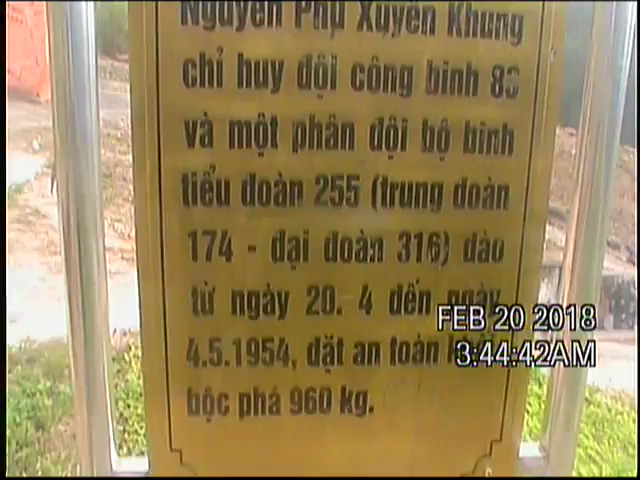 Nguyễn Phú Xuyên Khung
chỉ huy đội công binh 83
và một phân đội bộ binh
tiểu đoàn 255 (trung đoàn
174 - đại đoàn 316) đào
từ ngày 20. 4 đến ngày
4.5.1954, đặt an toàn
bộc phá 960 kg.
FEB 20 2018
3:44:42AM